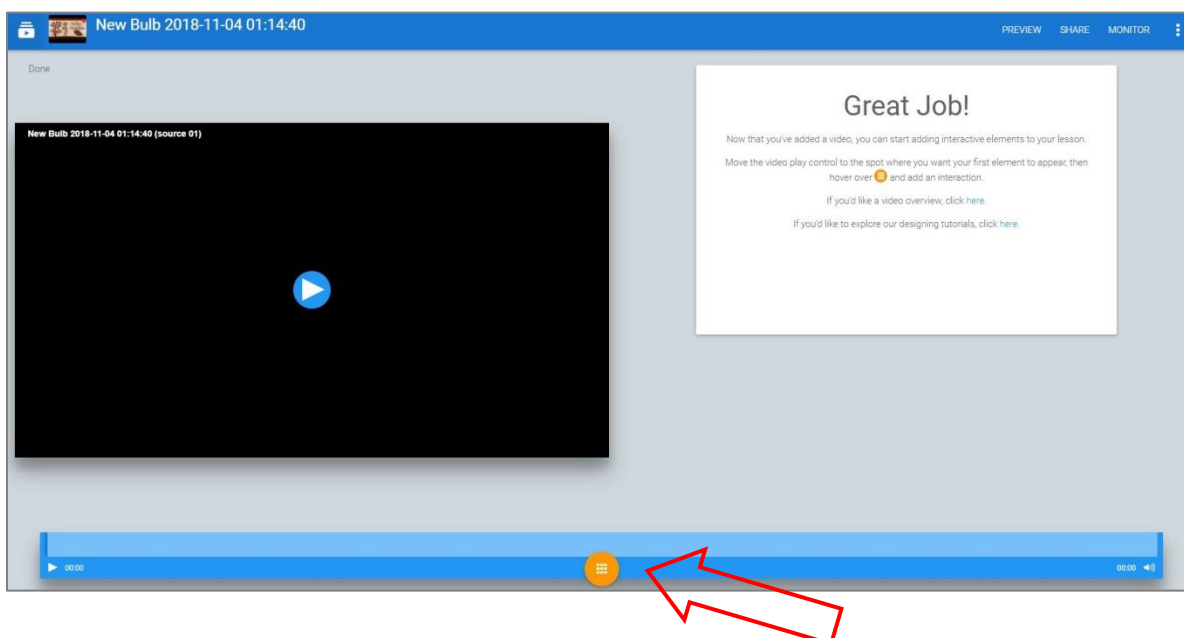 New Bulb 2018-11-04 01:14:40
PREVIEW SHARE MONITOR
Done
New Bulb 2018-11-04 01:14:40 (source 01)
Great Job!
Now that you've added a video, you can start adding interactive elements to your lesson.
Move the video play control to the spot where you want your first element to appear, then
hover over and add an interaction.
If you'd like a video overview, click here.
If you'd like to explore our designing tutorials, click here.
00:00
00:00